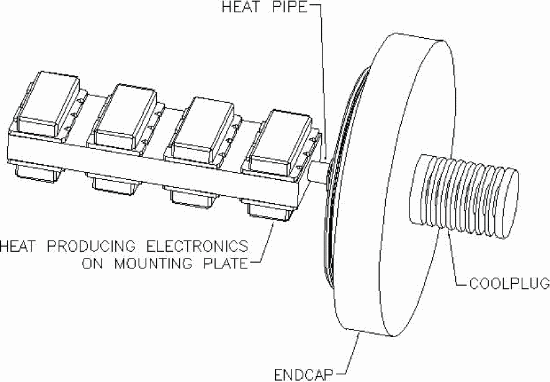 HEAT PIPE
HEAT PRODUCING ELECTRONICS
ON MOUNTING PLATE
COOLPLUG
ENDCAP